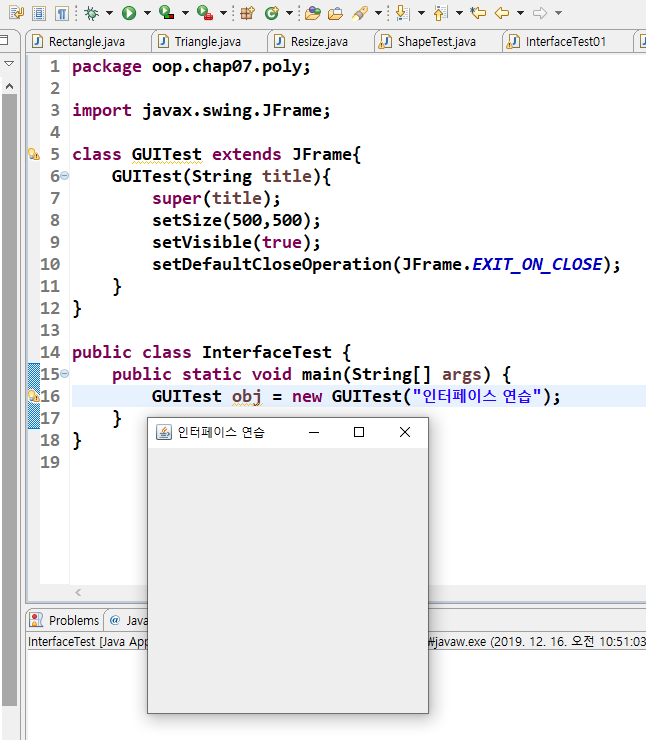 Rectangle.java Triangle.java Resize.java ShapeTest.java InterfaceTest01
1 package oop.chap07.poly;
2
3 import javax.swing.JFrame;
4
5 class GUITest extends JFrame{
6 GUITest(String title){
7 super(title);
8 setSize(500,500);
9 setVisible(true);
10 setDefaultCloseOperation(JFrame.EXIT_ON_CLOSE);
11 }
12 }
13
14 public class InterfaceTest {
15 public static void main(String[] args) {
16 GUITest obj = new GUITest("인터페이스 연습");
17 }
18 }
19
인터페이스 연습
Problems @ Java
InterfaceTest [Java App ₩javaw.exe (2019. 12. 16. 오전 10:51:03